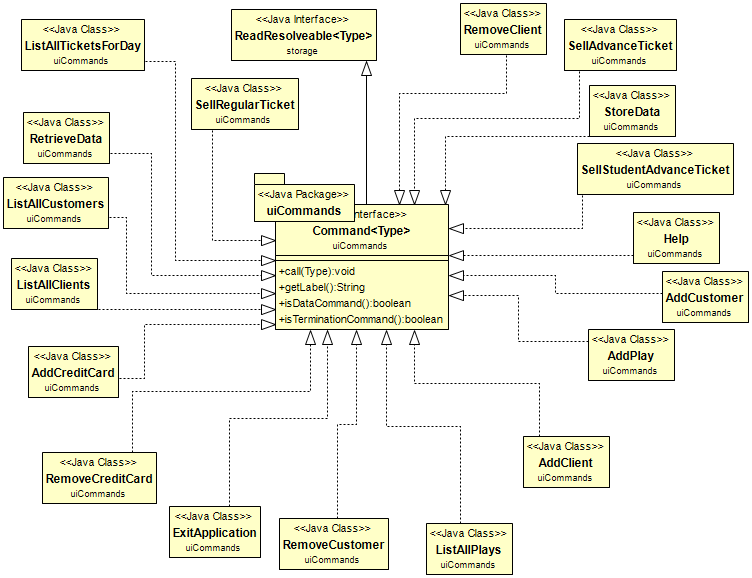 <<Java Class>>
ListAllTicketsForDay
uiCommands
<<Java Interface>>
ReadResolveable<Type>
storage
<<Java Class>>
RemoveClient
uiCommands
<<Java Class>>
SellAdvanceTicket
uiCommands
<<Java Class>>
SellRegularTicket
uiCommands
<<Java Class>>
StoreData
uiCommands
<<Java Class>>
RetrieveData
uiCommands
<<Java Class>>
SellStudentAdvanceTicket
uiCommands
<<Java Class>>
ListAllCustomers
uiCommands
<<Java Package>>
uiCommands
Interface>>
Command<Type>
uiCommands
+call(Type):void
+getLabel():String
+isDataCommand():boolean
+isTerminationCommand():boolean
<<Java Class>>
Help
uiCommands
<<Java Class>>
ListAllClients
uiCommands
<<Java Class>>
AddCustomer
uiCommands
<<Java Class>>
AddPlay
uiCommands
<<Java Class>>
AddCreditCard
uiCommands
<<Java Class>>
AddClient
uiCommands
<<Java Class>>
RemoveCreditCard
uiCommands
<<Java Class>>
ExitApplication
uiCommands
<<Java Class>>
RemoveCustomer
uiCommands
<<Java Class>>
ListAllPlays
uiCommands